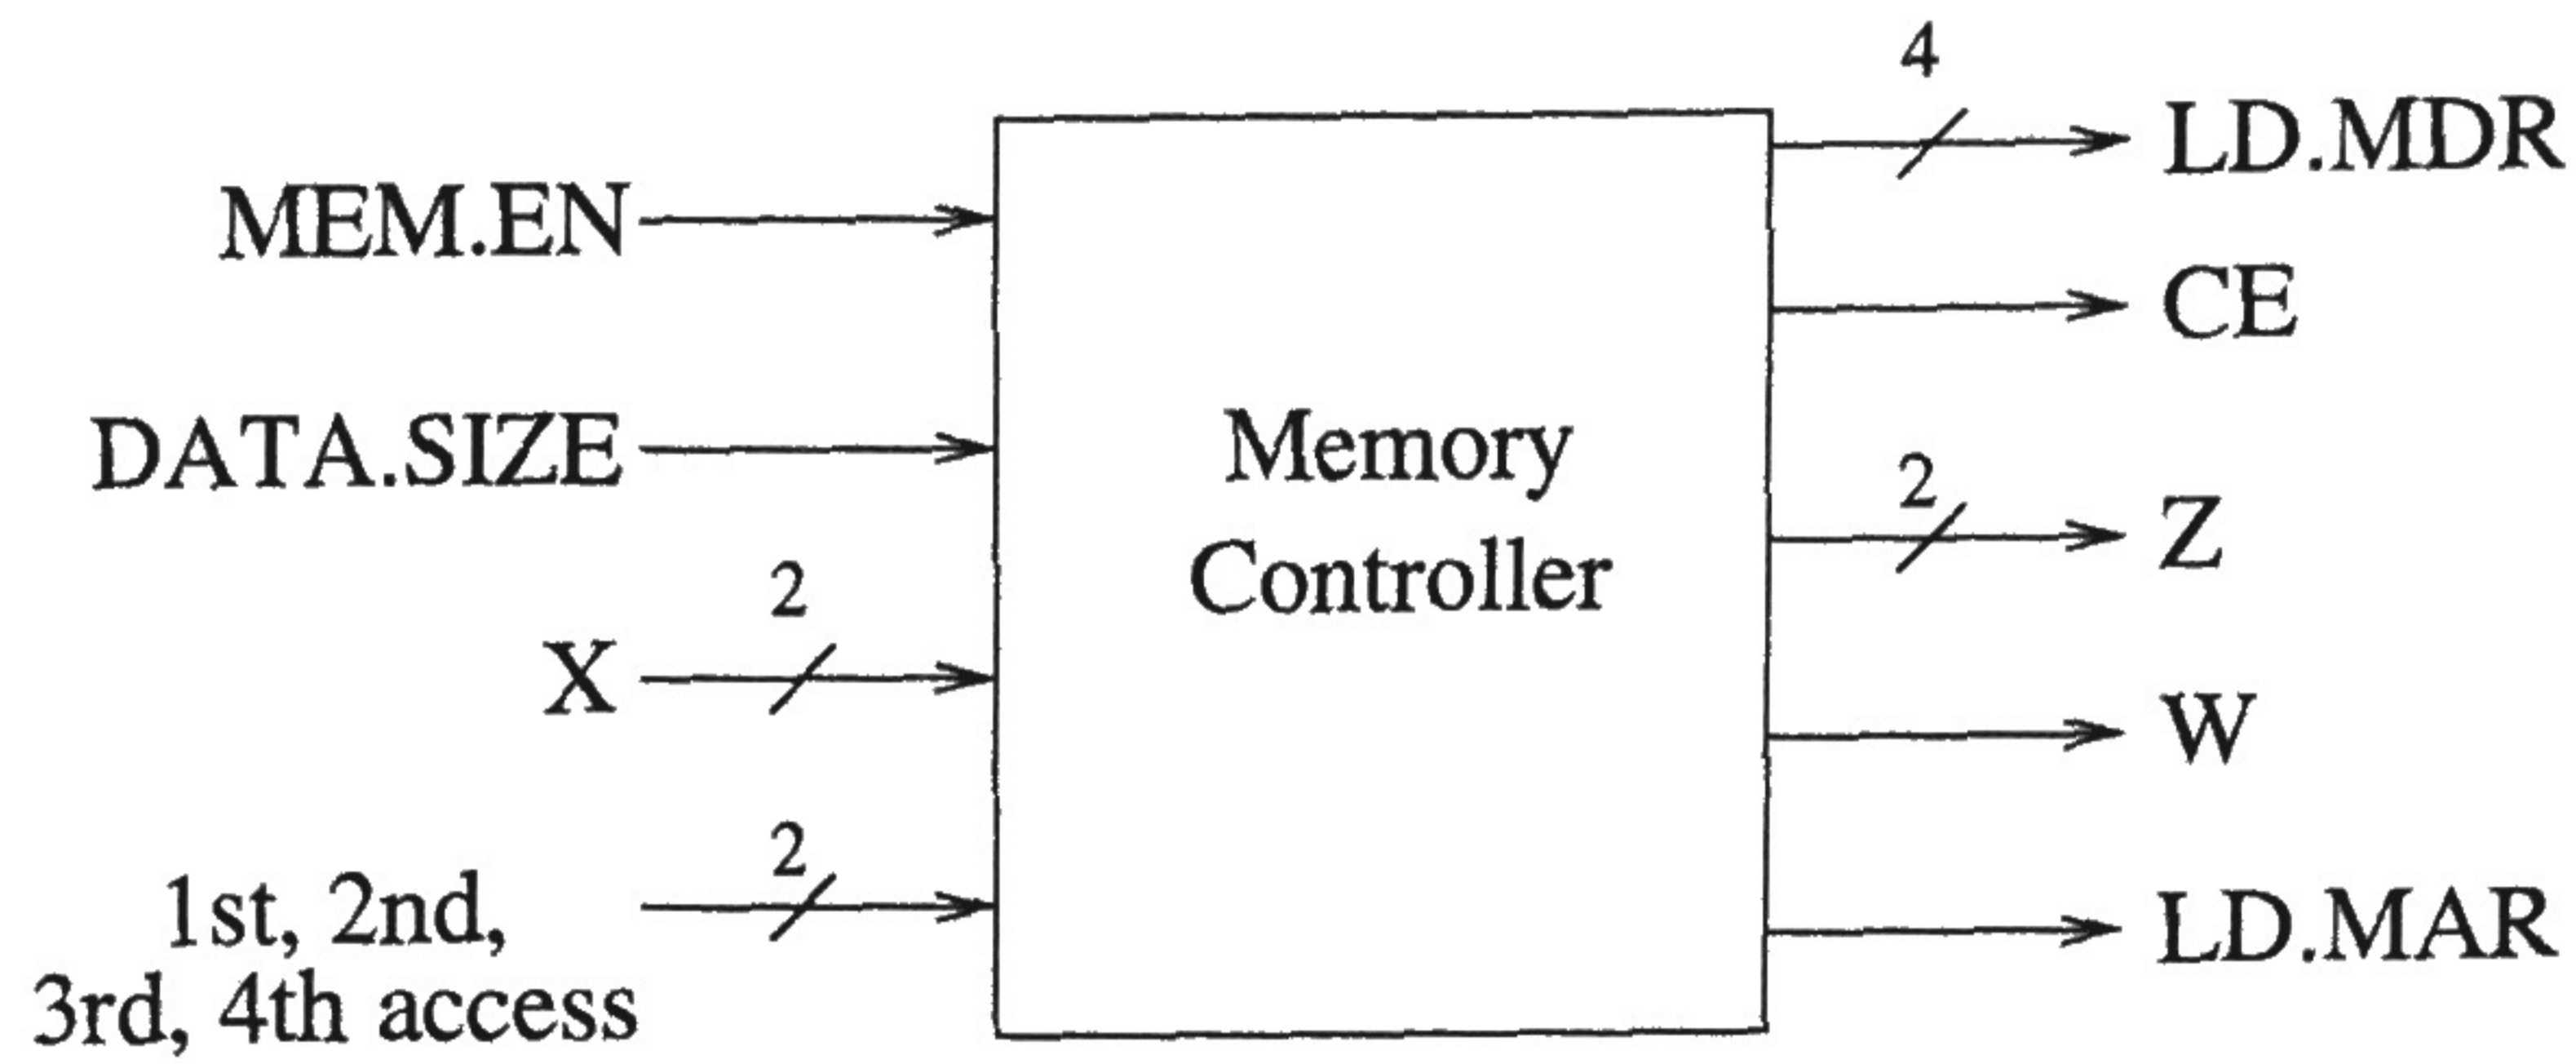 MEM.EN
DATA.SIZE
2
X
2
1st, 2nd,
3rd, 4th access
Memory
Controller
4
LD.MDR
CE
2
Z
W
LD.MAR